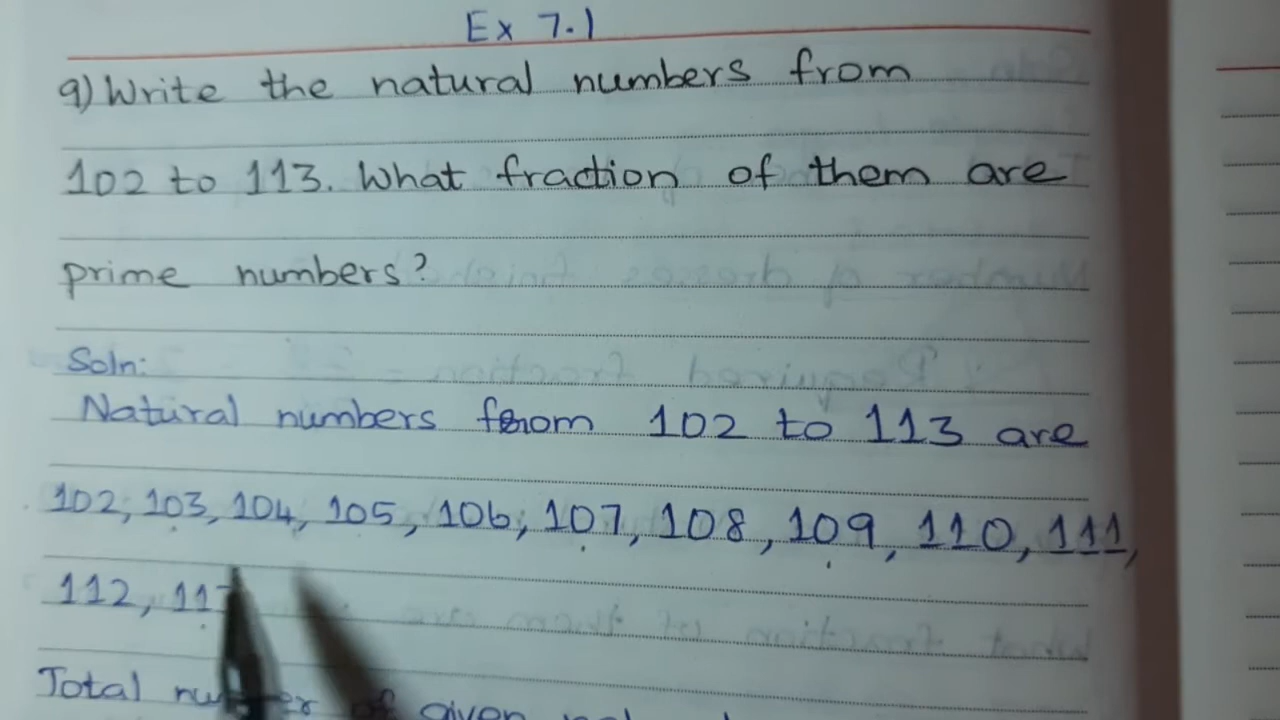 Ex 7.1
9) Write the natural numbers from
102 to 113. What fraction of them are
prime numbers?
Soln:
Natural numbers from 102 to 113 are
102, 103, 104, 105, 106, 107, 108, 109, 110, 111,
112,
Total of given